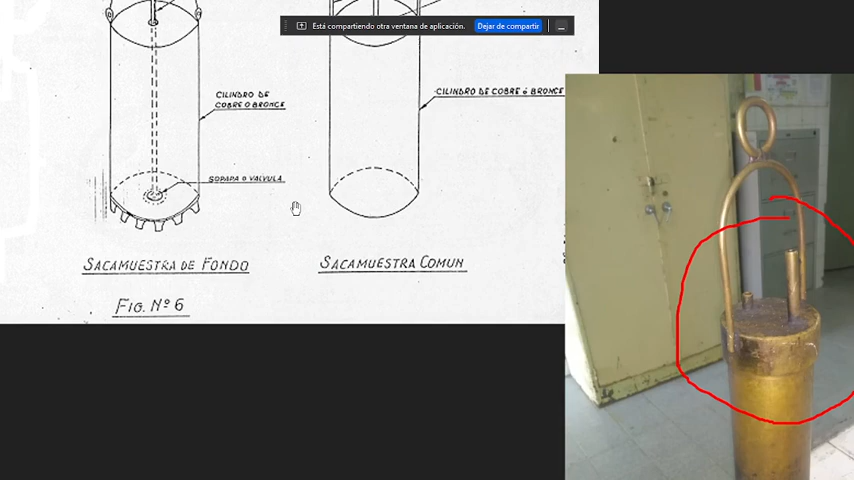 Está compartiendo otra ventana de aplicación. Dejar de compartir
CILINDRO DE
COBRE O BRONCE
CILINDRO DE COBRE ó BRONCE
SOPAPA O VALVULA
SACAMUESTRA DE FONDO
SACAMUESTRA COMUN
FIG. Nº 6